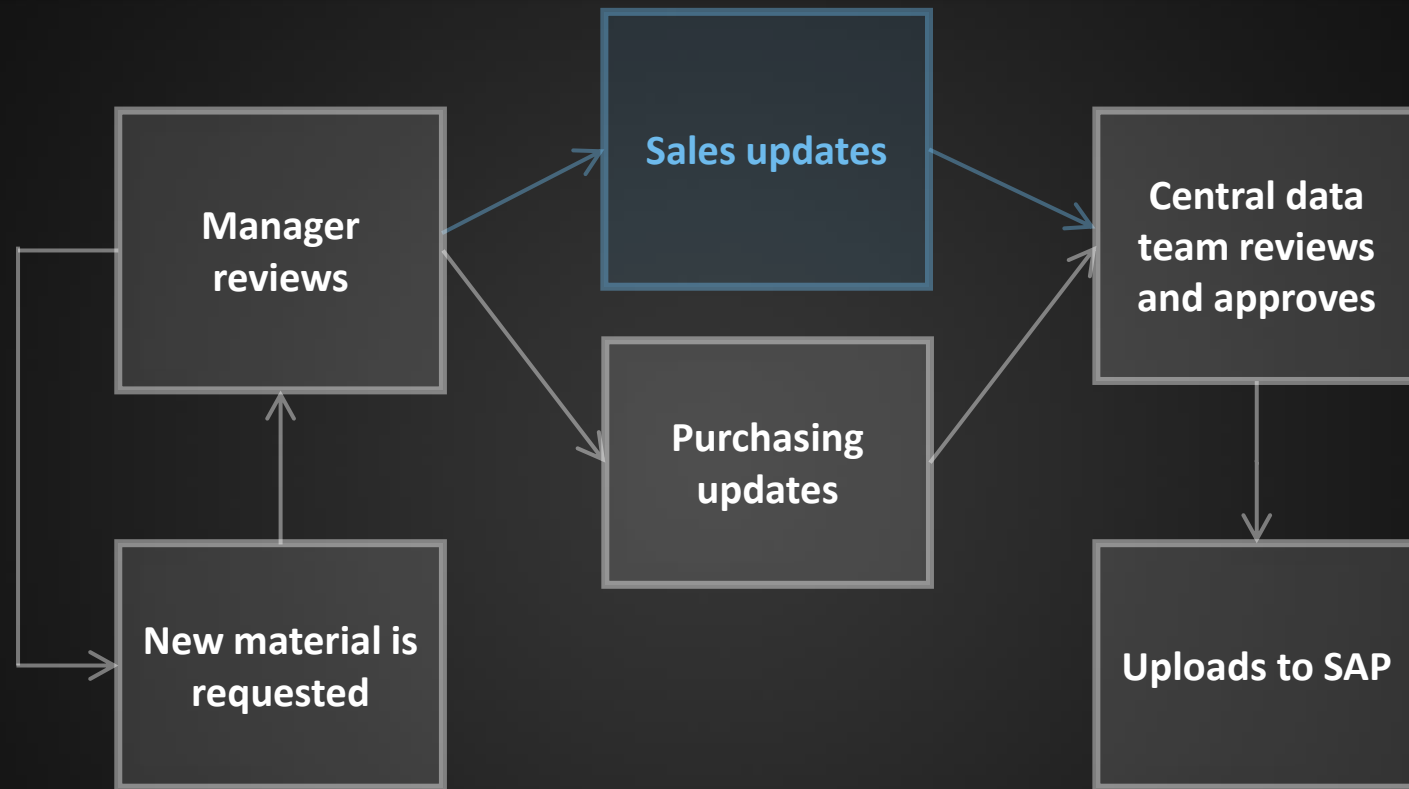 Sales updates
Manager
reviews
Central data
team reviews
and approves
Purchasing
updates
New material is
requested
Uploads to SAP